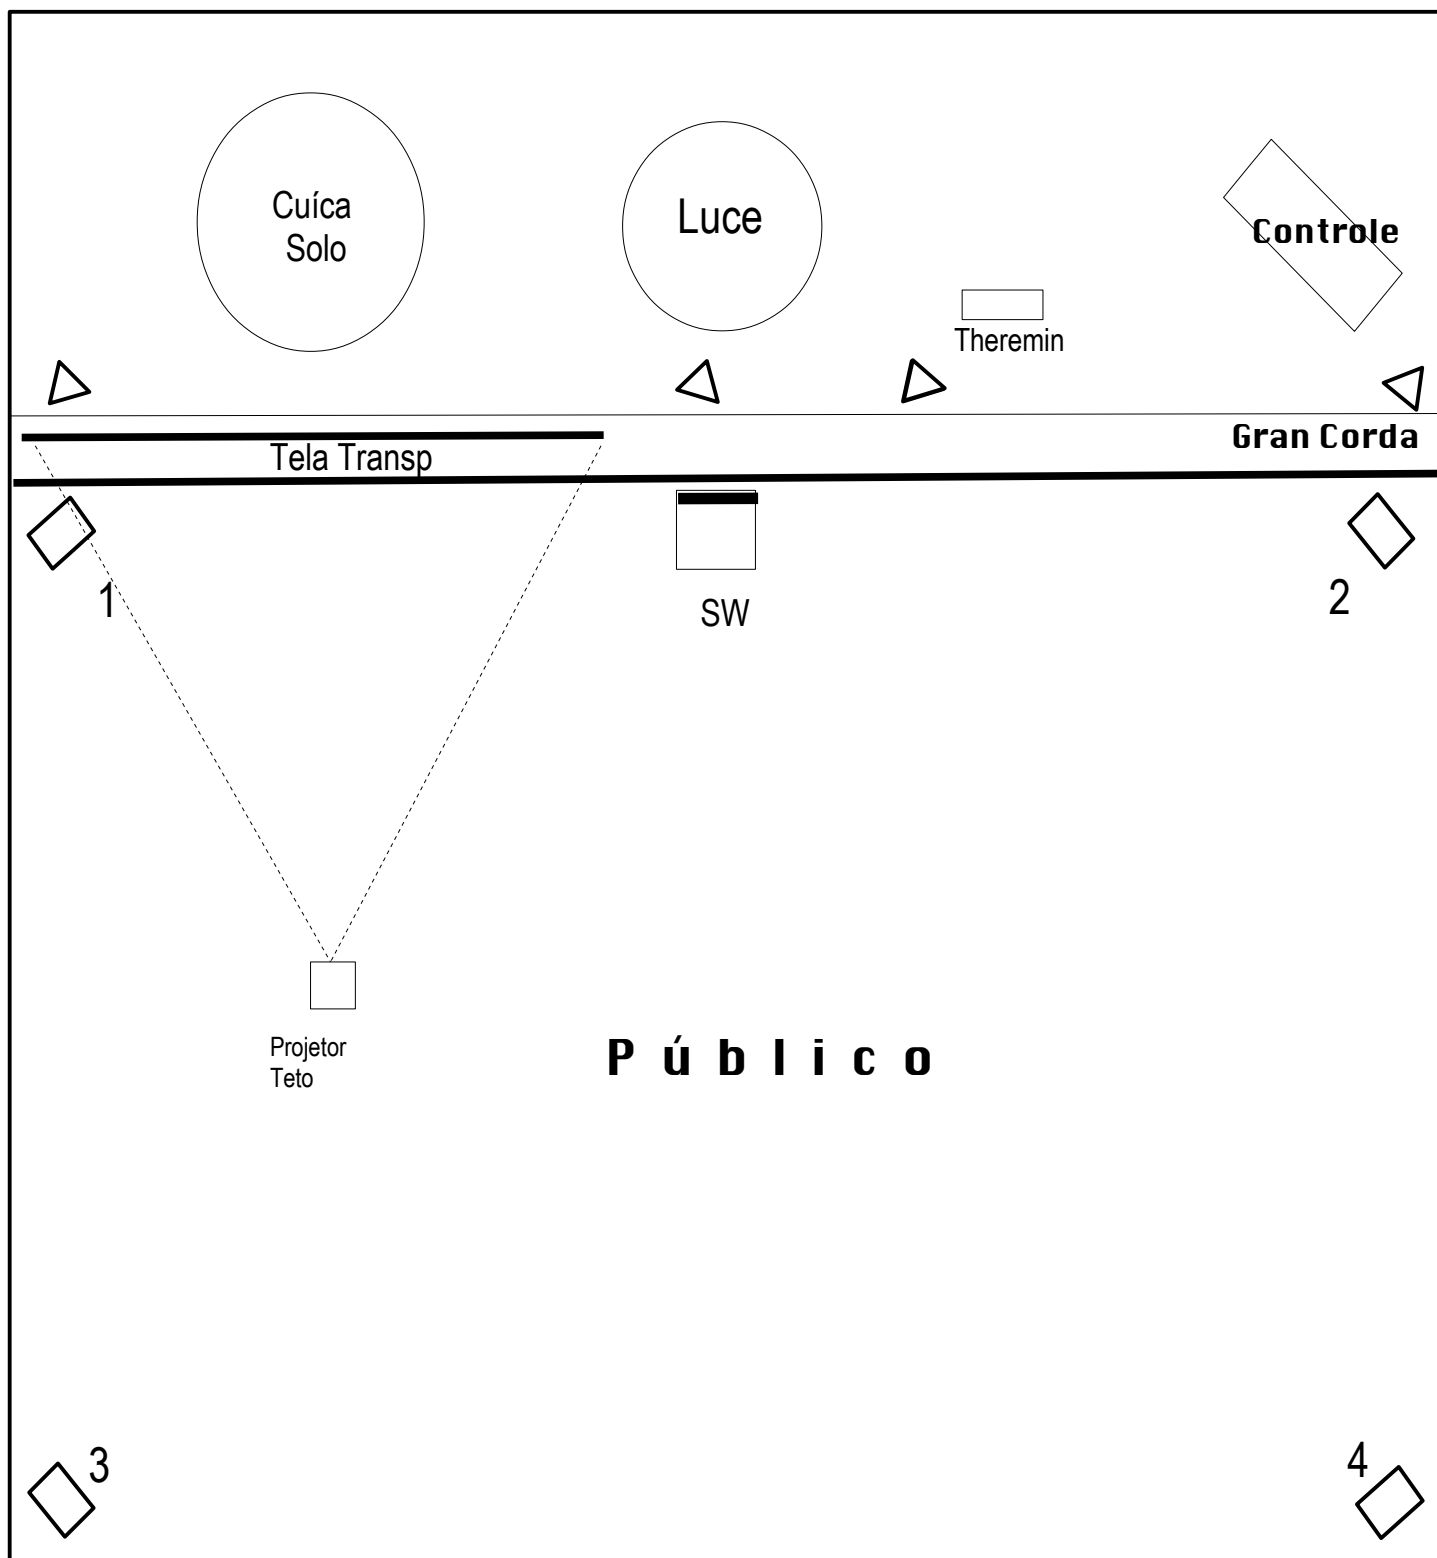 Cuíca
Solo
Luce
Controle
Theremin
Gran Corda
Tela Transp
1
2
SW
Projetor
Teto
P ú b l i c o
3
4